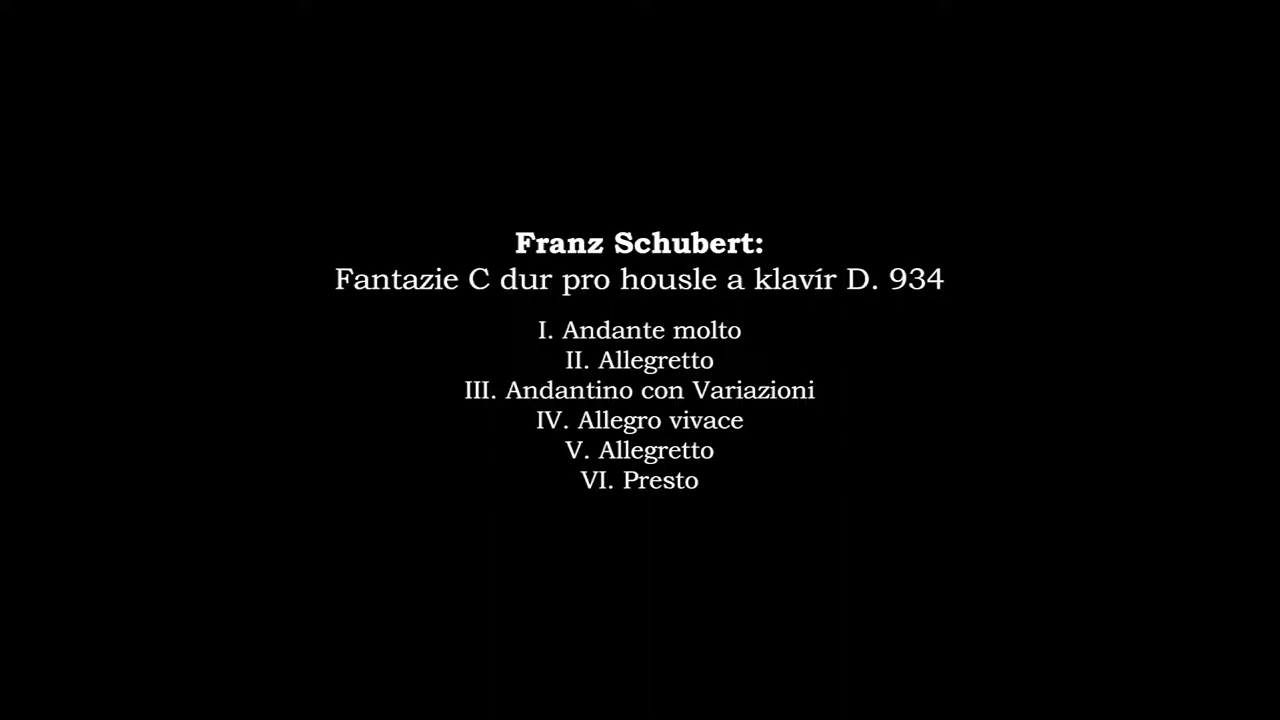 Franz Schubert:
Fantazie C dur pro housle a klavír D. 934
I. Andante molto
II. Allegretto
III. Andantino con Variazioni
IV. Allegro vivace
V. Allegretto
VI. Presto